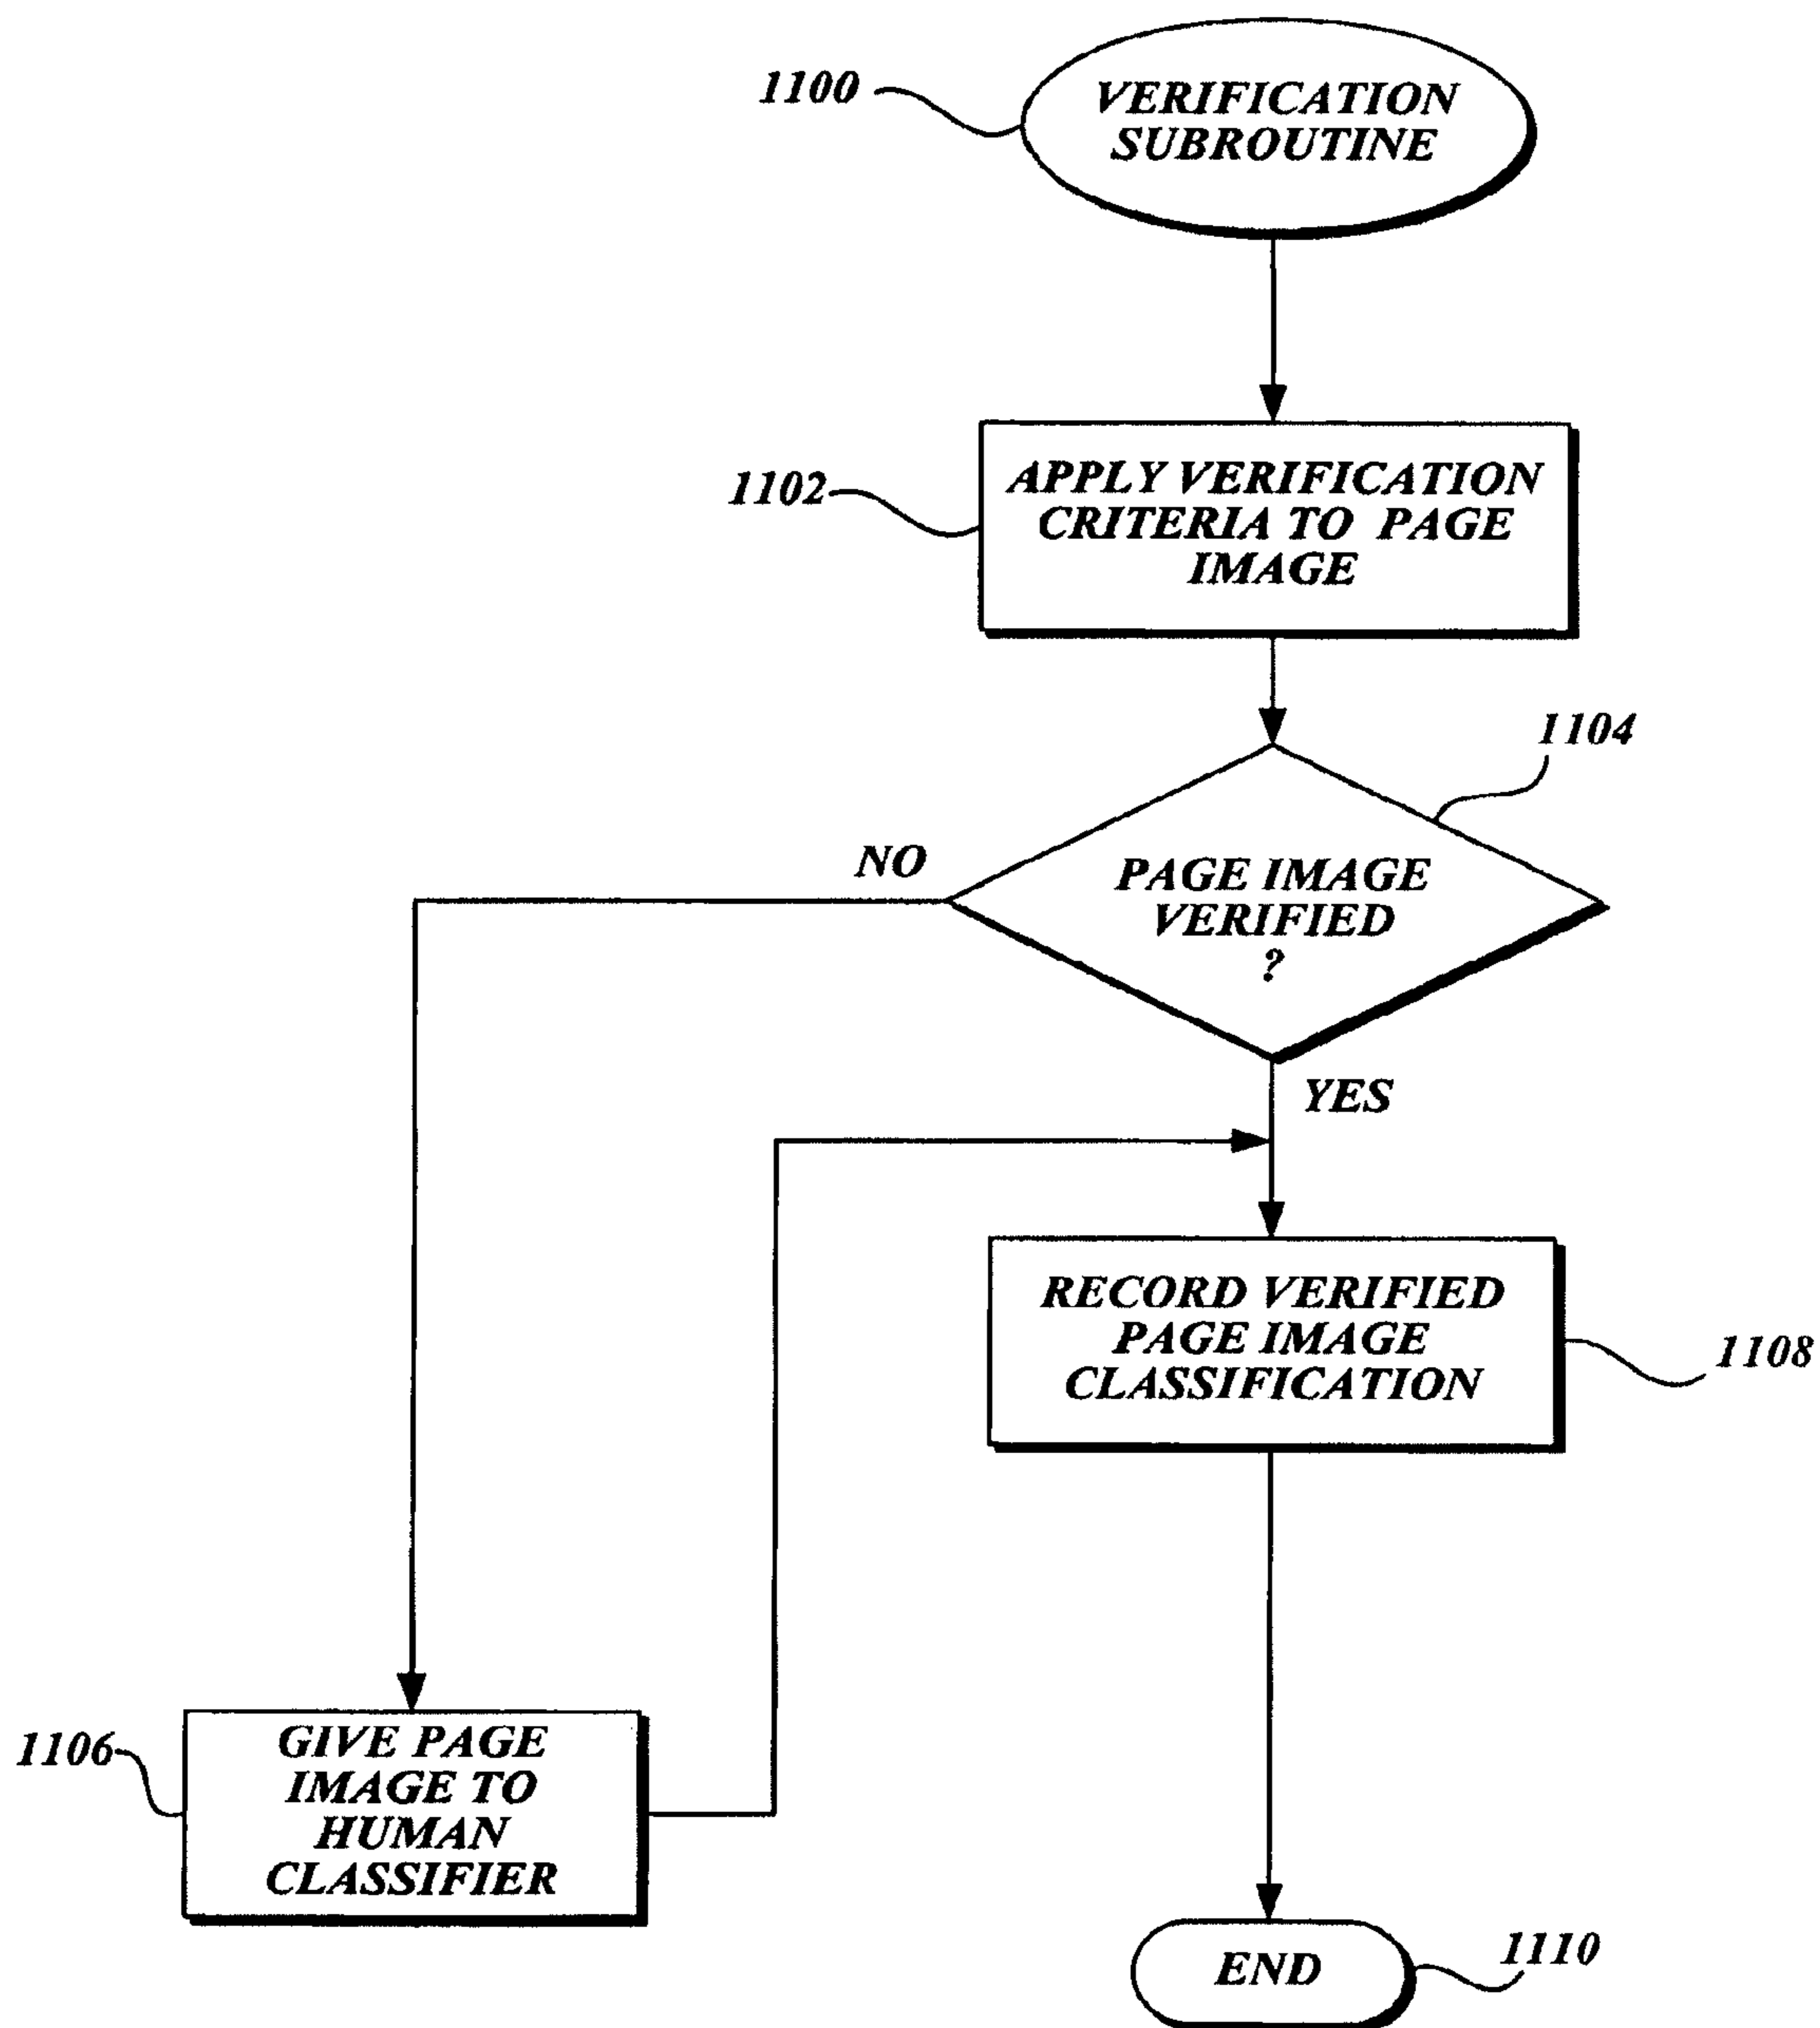 1100
VERIFICATION
SUBROUTINE
1102
APPLY VERIFICATION
CRITERIA TO PAGE
IMAGE
1104
NO
PAGE IMAGE
VERIFIED
?
YES
RECORD VERIFIED
PAGE IMAGE
CLASSIFICATION
1108
1106
GIVE PAGE
IMAGE TO
HUMAN
CLASSIFIER
END
1110